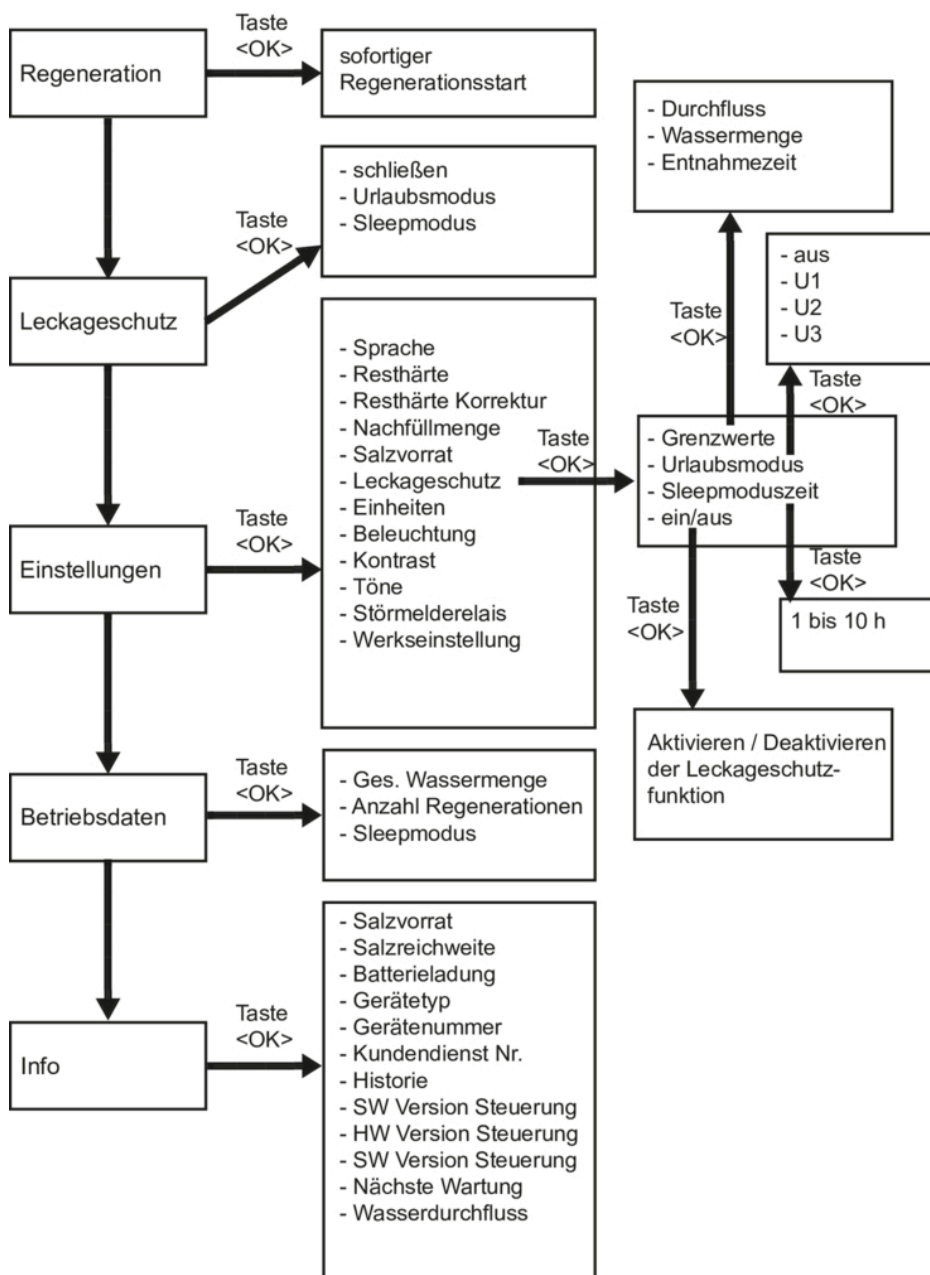 Regeneration
Taste
<OK>
sofortiger
Regenerationsstart
Leckageschutz
Taste
<OK>
- schließen
- Urlaubsmodus
- Sleepmodus
Einstellungen
Taste
<OK>
- Sprache
- Resthärte
- Resthärte Korrektur
- Nachfüllmenge
- Salzvorrat
- Leckageschutz
- Einheiten
- Beleuchtung
- Kontrast
- Töne
- Störmelderelais
- Werkseinstellung
Taste
<OK>
- Grenzwerte
- Urlaubsmodus
- Sleepmoduszeit
- ein/aus
Taste
<OK>
- Durchfluss
- Wassermenge
- Entnahmezeit
Taste
<OK>
- aus
- U1
- U2
- U3
Taste
<OK>
1 bis 10 h
Taste
<OK>
Aktivieren / Deaktivieren
der Leckageschutz-
funktion
Betriebsdaten
Taste
<OK>
- Ges. Wassermenge
- Anzahl Regenerationen
- Sleepmodus
Info
Taste
<OK>
- Salzvorrat
- Salzreichweite
- Batterieladung
- Gerätetyp
- Gerätenummer
- Kundendienst Nr.
- Historie
- SW Version Steuerung
- HW Version Steuerung
- SW Version Steuerung
- Nächste Wartung
- Wasserdurchfluss